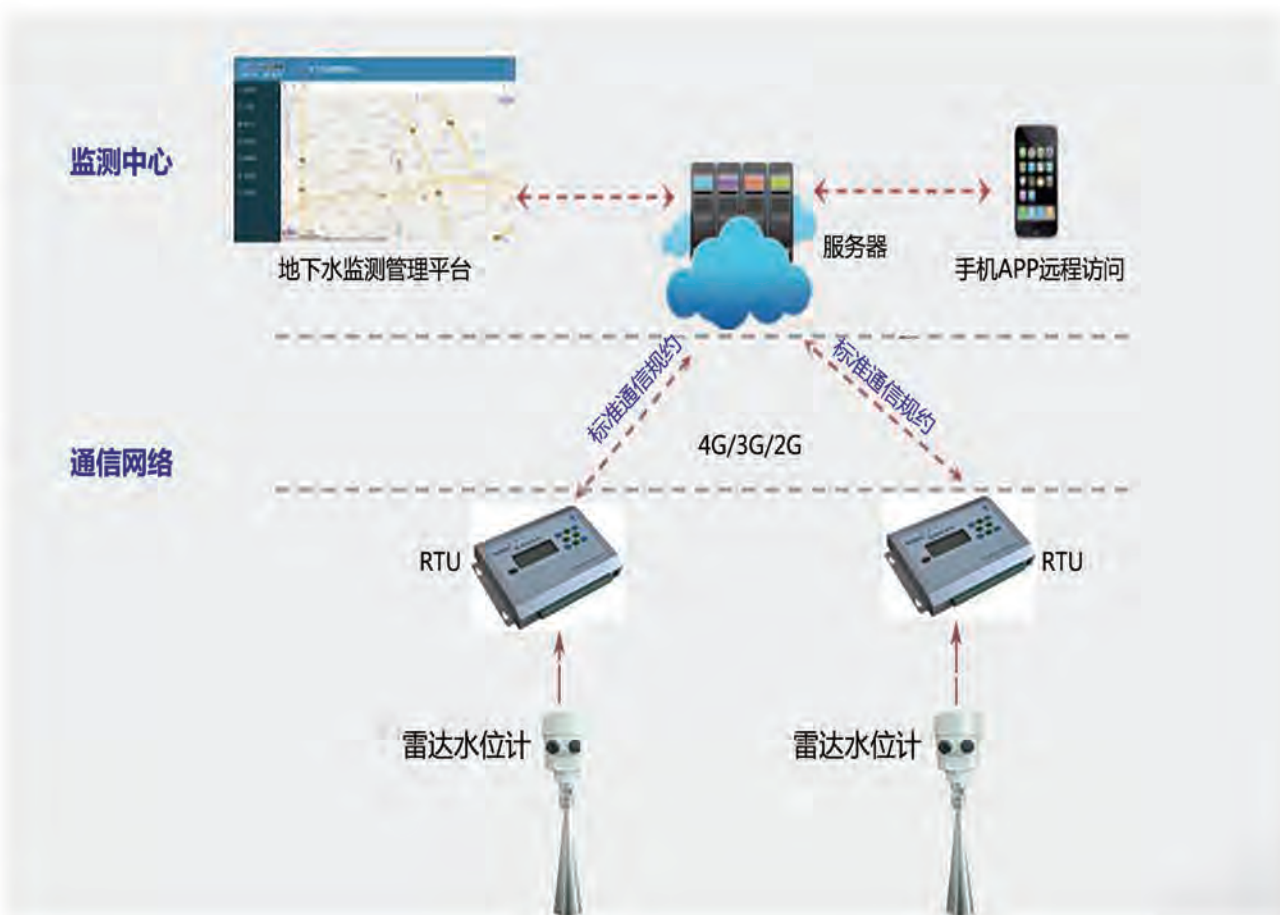 监测中心
地下水监测管理平台
服务器
手机APP远程访问
标准通信规约
标准通信规约
4G/3G/2G
通信网络
RTU
RTU
雷达水位计
雷达水位计